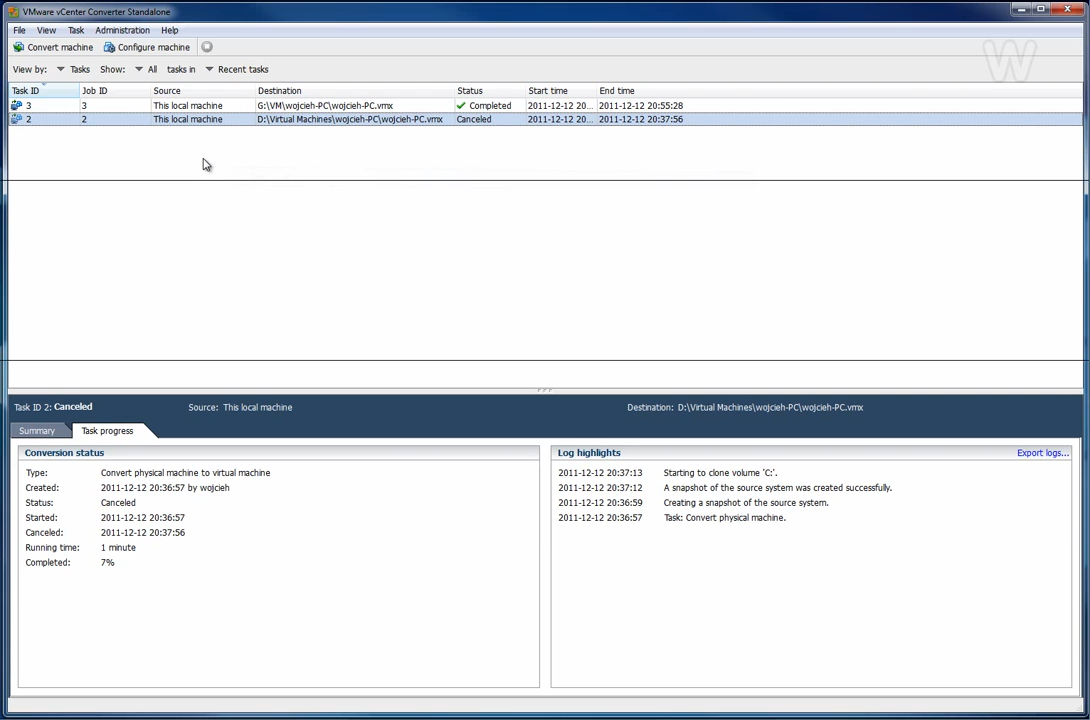 VMware vCenter Converter Standalone
File View Task Administration Help
Convert machine Configure machine
W
View by: Tasks Show: All tasks in Recent tasks
Task ID Job ID Source Destination Status Start time End time
3 3 This local machine G:\VM\wojcieh-PC\wojcieh-PC.vmx Completed 2011-12-12 20... 2011-12-12 20:55:28
2 2 This local machine D:\Virtual Machines\wojcieh-PC\wojcieh-PC.vmx Canceled 2011-12-12 20... 2011-12-12 20:37:56
Task ID 2: Canceled Source: This local machine Destination: D:\Virtual Machines\wojcieh-PC\wojcieh-PC.vmx
Summary Task progress
Conversion status
Type: Convert physical machine to virtual machine
Created: 2011-12-12 20:36:57 by wojcieh
Status: Canceled
Started: 2011-12-12 20:36:57
Canceled: 2011-12-12 20:37:56
Running time: 1 minute
Completed: 7%
Log highlights Export logs...
2011-12-12 20:37:13 Starting to clone volume 'C:'.
2011-12-12 20:37:12 A snapshot of the source system was created successfully.
2011-12-12 20:36:59 Creating a snapshot of the source system.
2011-12-12 20:36:57 Task: Convert physical machine.